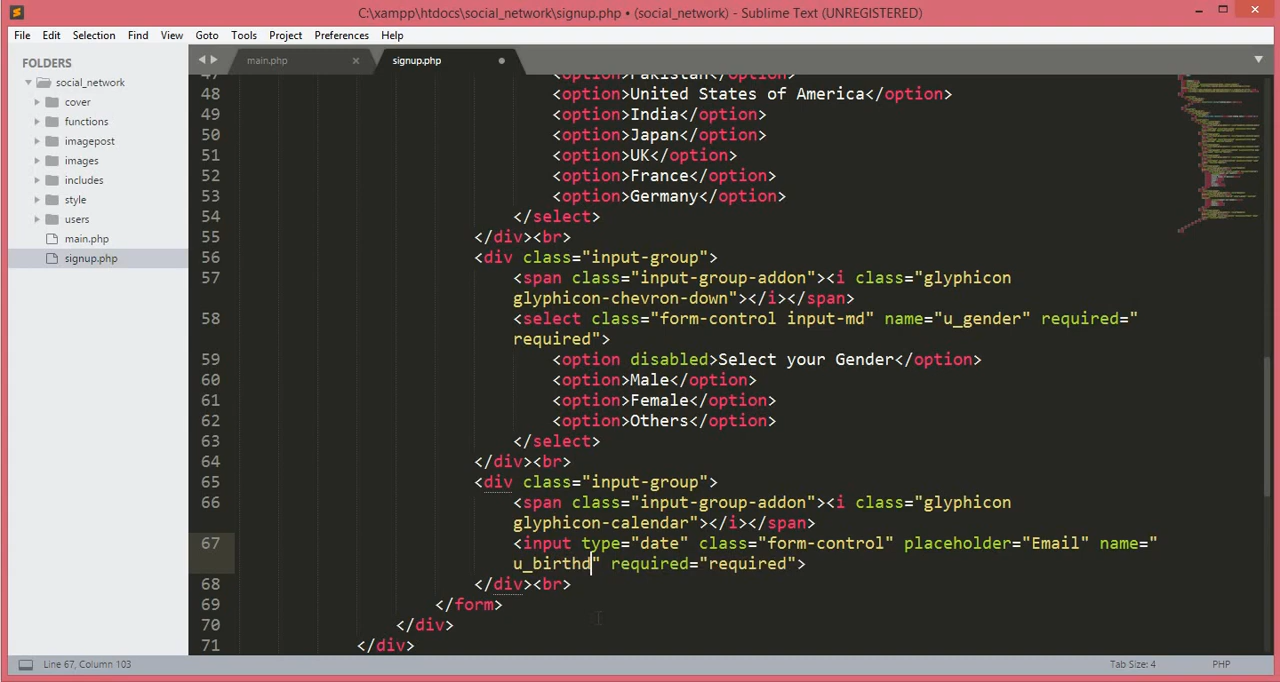 C:\xampp\htdocs\social_network\signup.php • (social_network) - Sublime Text (UNREGISTERED)
File Edit Selection Find View Goto Tools Project Preferences Help
FOLDERS
social_network
cover
functions
imagepost
images
includes
style
users
main.php
signup.php
main.php
signup.php
47 <option>Pakistan</option>
48 <option>United States of America</option>
49 <option>India</option>
50 <option>Japan</option>
51 <option>UK</option>
52 <option>France</option>
53 <option>Germany</option>
54 </select>
55 </div><br>
56 <div class="input-group">
57 <span class="input-group-addon"><i class="glyphicon
glyphicon-chevron-down"></i></span>
58 <select class="form-control input-md" name="u_gender" required="
required">
59 <option disabled>Select your Gender</option>
60 <option>Male</option>
61 <option>Female</option>
62 <option>Others</option>
63 </select>
64 </div><br>
65 <div class="input-group">
66 <span class="input-group-addon"><i class="glyphicon
glyphicon-calendar"></i></span>
67 <input type="date" class="form-control" placeholder="Email" name="
u_birthd" required="required">
68 </div><br>
69 </form>
70 </div>
71 </div>
Line 67, Column 103
Tab Size: 4
PHP